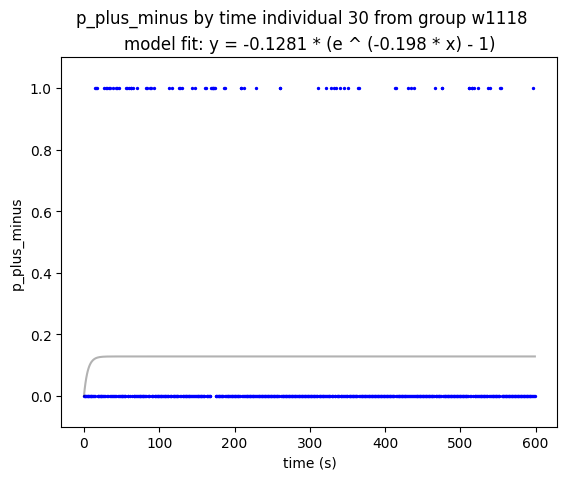 p_plus_minus by time individual 30 from group w1118
model fit: y = -0.1281 * (e ^ (-0.198 * x) - 1)
1.0
0.8
0.6
0.4
0.2
0.0
p_plus_minus
0 100 200 300 400 500 600
time (s)